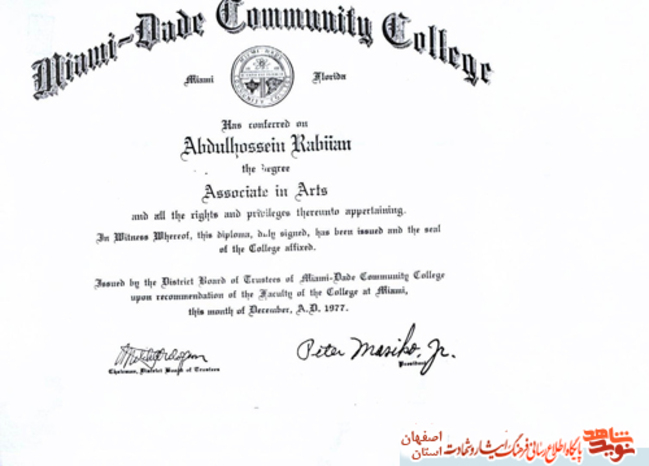 Miami-Dade Community College
Miami Florida
Has conferred on
Abdulhossein Rabiian
the degree
Associate in Arts
and all the rights and privileges thereunto appertaining.
In Witness Whereof, this diploma, duly signed, has been issued and the seal
of the College affixed.
Issued by the District Board of Trustees of Miami-Dade Community College
upon recommendation of the Faculty of the College at Miami,
this month of December, A.D. 1977.
Peter Masiko, Jr.
Chairman, District Board of Trustees
President
نوید شاهد
پایگاه اطلاع رسانی فرهنگ ایثار و شهادت استان اصفهان